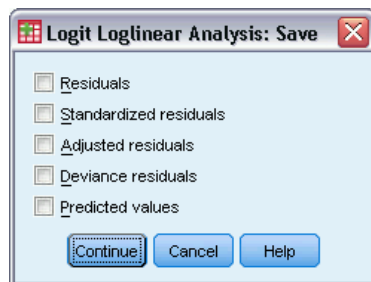 Logit Loglinear Analysis: Save
Residuals
Standardized residuals
Adjusted residuals
Deviance residuals
Predicted values
Continue Cancel Help